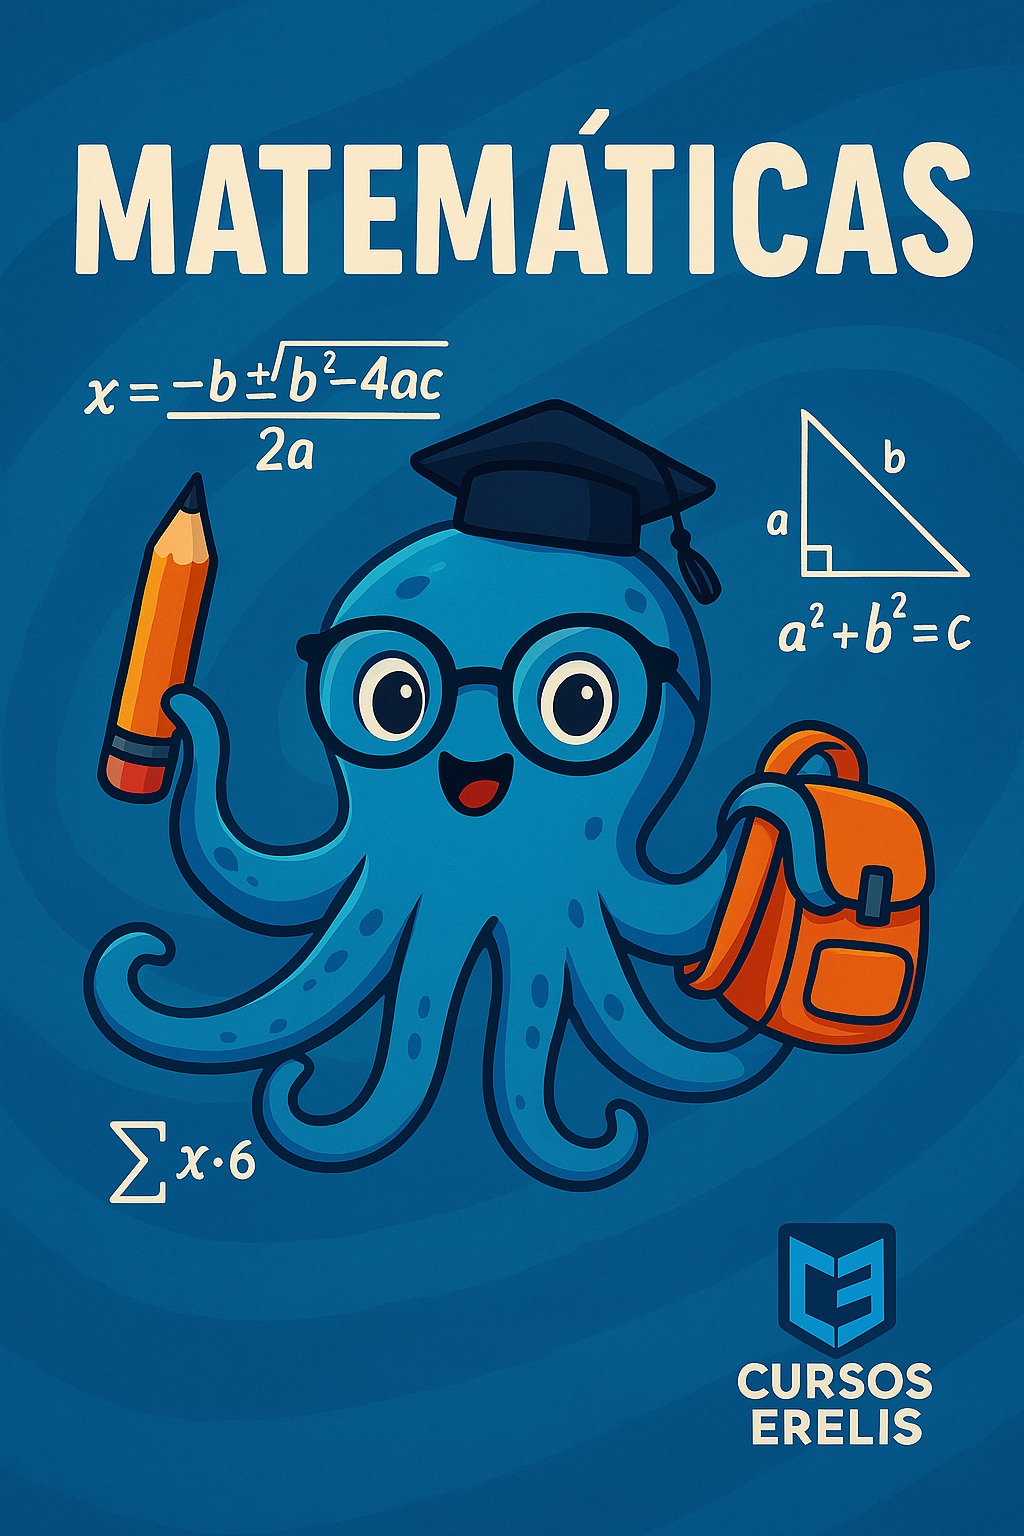 MATEMÁTICAS
x = −b ± √b² − 4ac
2a
b
a
a² + b² = c
∑ x · 6
CURSOS
ERELIS